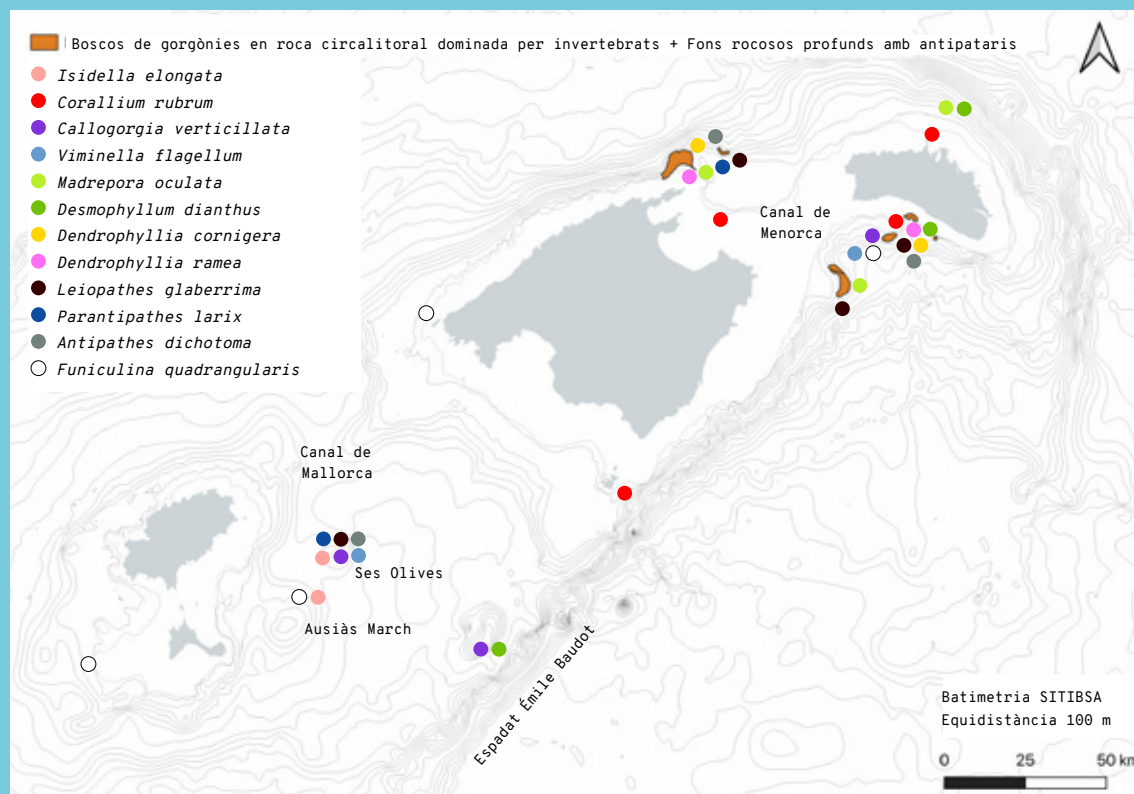 Boscos de gorgònies en roca circalitoral dominada per invertebrats + Fons rocosos profunds amb antipataris
Isidella elongata
Corallium rubrum
Callogorgia verticillata
Viminella flagellum
Madrepora oculata
Desmophyllum dianthus
Dendrophyllia cornigera
Dendrophyllia ramea
Leiopathes glaberrima
Parantipathes larix
Antipathes dichotoma
Funiculina quadrangularis
Canal de
Menorca
Canal de
Mallorca
Ses Olives
Ausiàs March
Espadat Émile Baudot
Batimetria SITIBSA
Equidistància 100 m
0 25 50 km